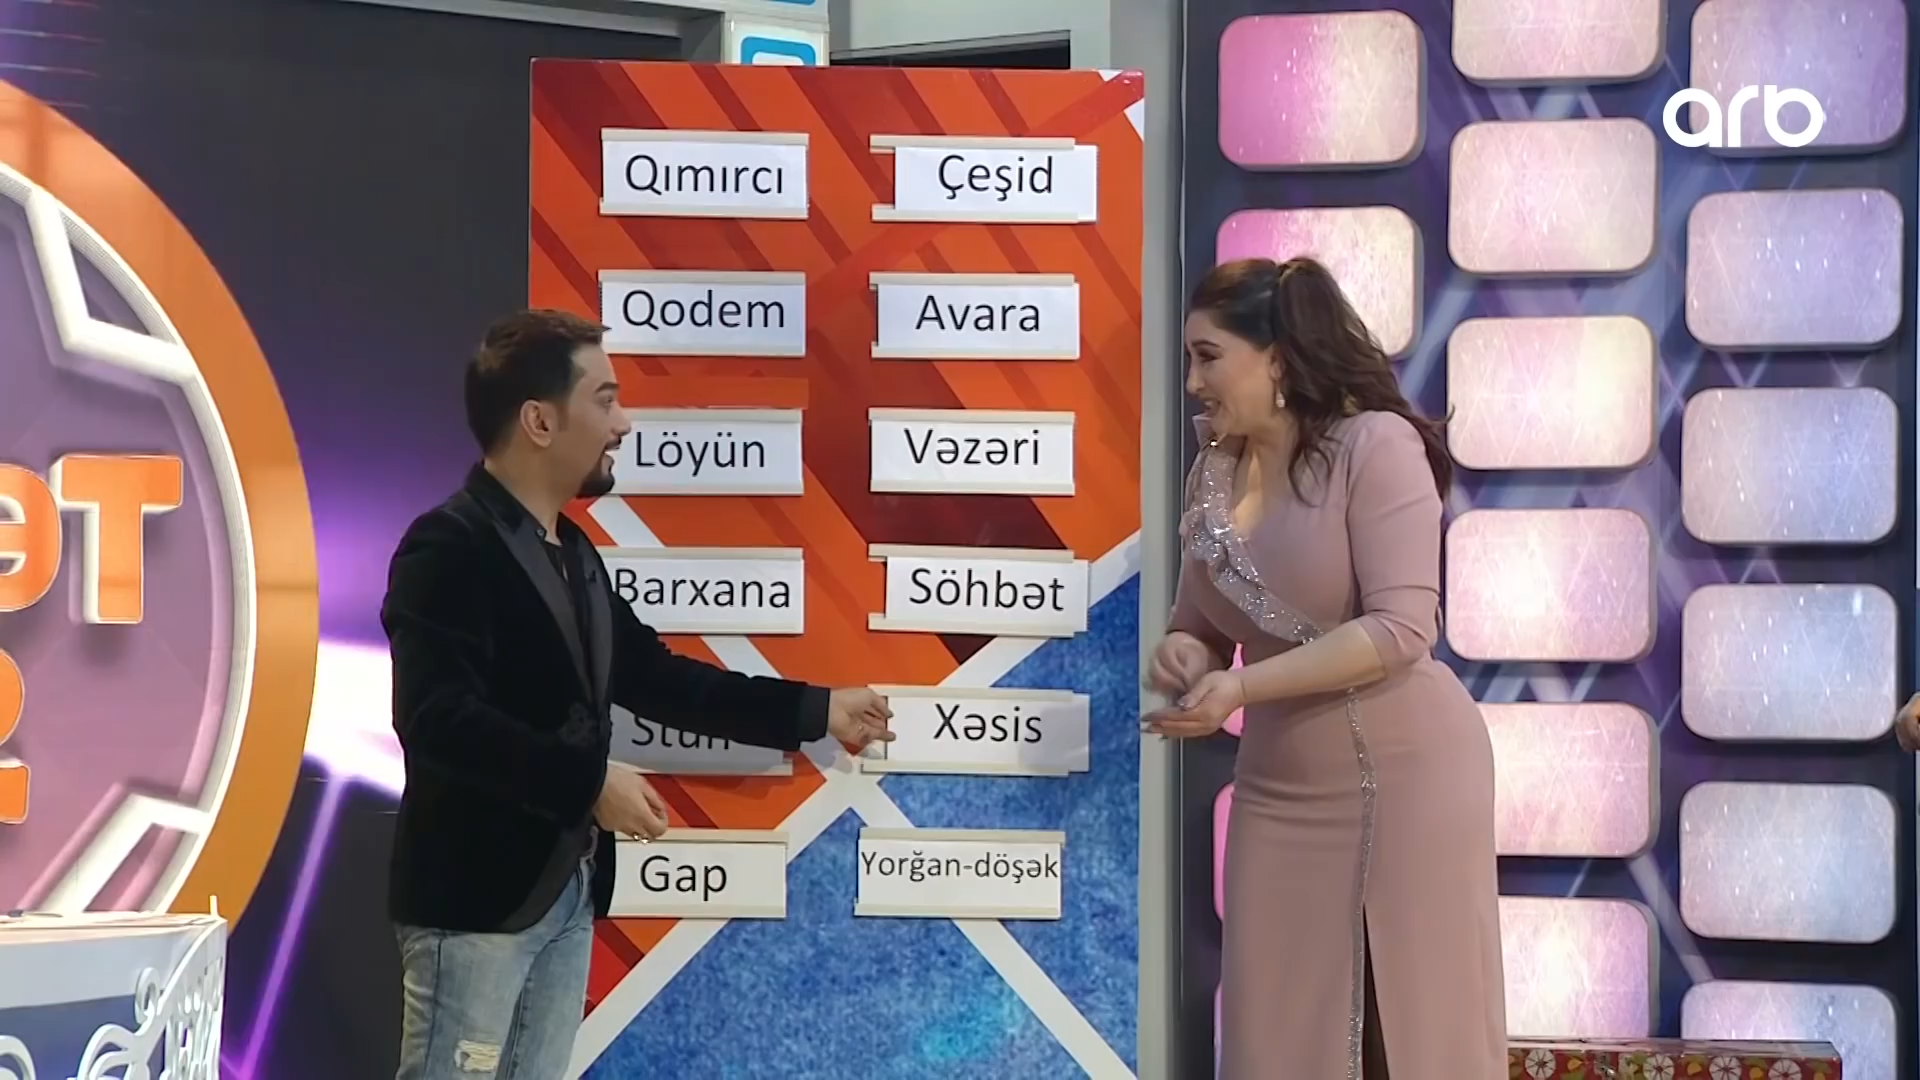 arb
Qımırcı Çeşid
Qodem Avara
Löyün Vəzəri
Barxana Söhbət
Xəsis
Gap Yorğan-döşək